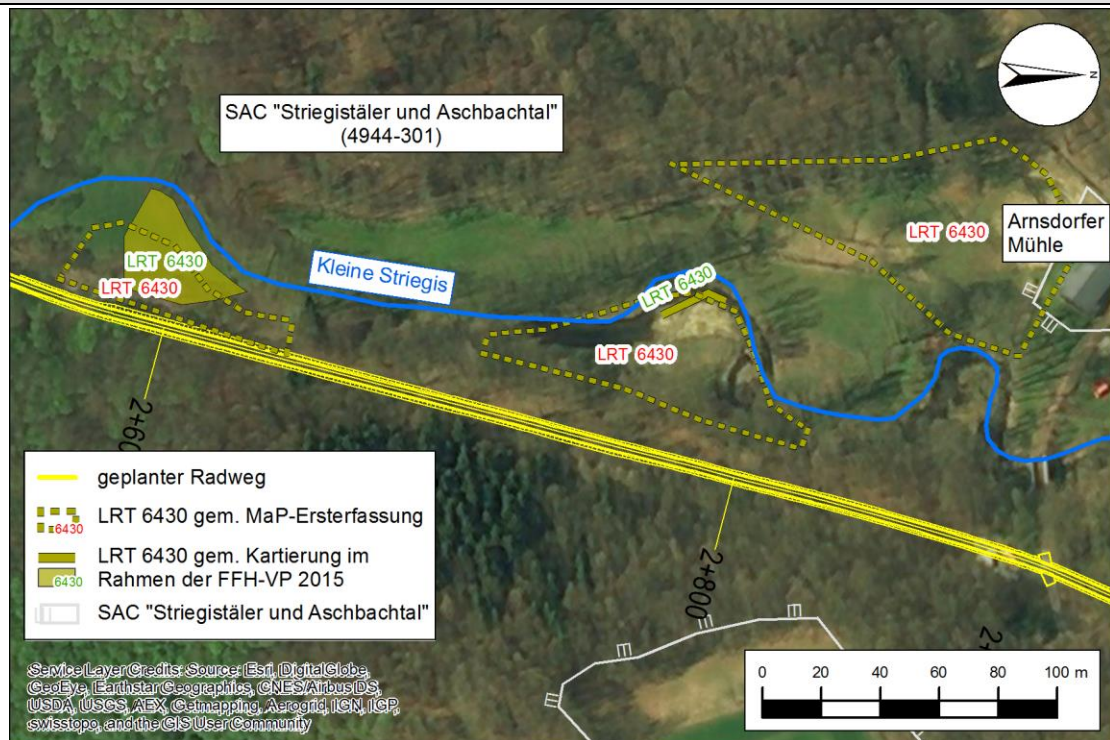 SAC "Striegistäler und Aschbachtal"
(4944-301)
N
LRT 6430
LRT 6430
Kleine Striegis
LRT 6430
LRT 6430
LRT 6430
Arnsdorfer
Mühle
2+60
2+800
2+
geplanter Radweg
LRT 6430 gem. MaP-Ersterfassung
6430
LRT 6430 gem. Kartierung im
Rahmen der FFH-VP 2015
6430
SAC "Striegistäler und Aschbachtal"
Service Layer Credits: Source: Esri, DigitalGlobe,
GeoEye, Earthstar Geographics, CNES/Airbus DS,
USDA, USGS, AEX, Getmapping, Aerogrid, IGN, IGP,
swisstopo, and the GIS User Community
0 20 40 60 80 100 m